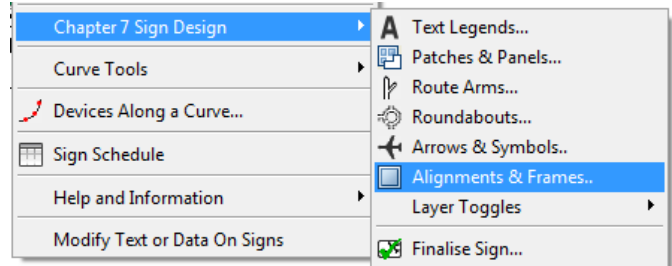 Chapter 7 Sign Design
Curve Tools
Devices Along a Curve...
Sign Schedule
Help and Information
Modify Text or Data On Signs
A Text Legends...
Patches & Panels...
Route Arms...
Roundabouts...
Arrows & Symbols..
Alignments & Frames..
Layer Toggles
Finalise Sign...